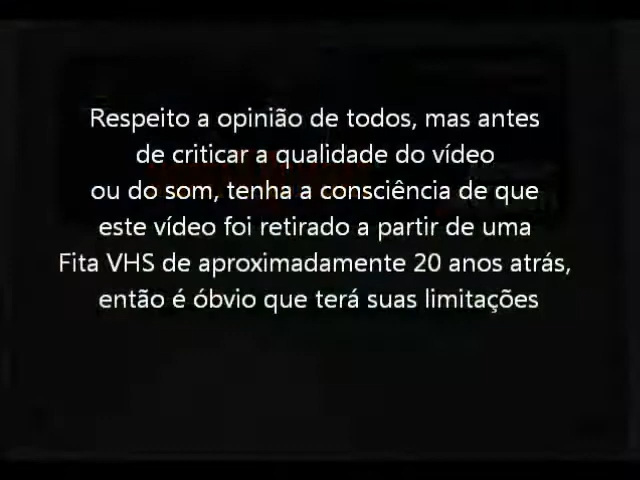 Respeito a opinião de todos, mas antes
de criticar a qualidade do vídeo
ou do som, tenha a consciência de que
este vídeo foi retirado a partir de uma
Fita VHS de aproximadamente 20 anos atrás,
então é óbvio que terá suas limitações